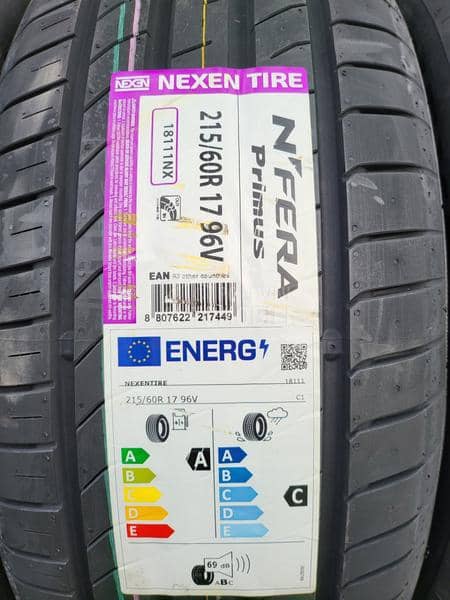 NEXEN NEXEN TIRE
N'FERA
Primus
215/60R 17 96V
18111NX
EAN
8 807622 217449
ENERG
NEXENTIRE
18111
215/60R 17 96V
C1
A
B
C
D
E
A
A
B
C
D
E
C
69 dB
ABC